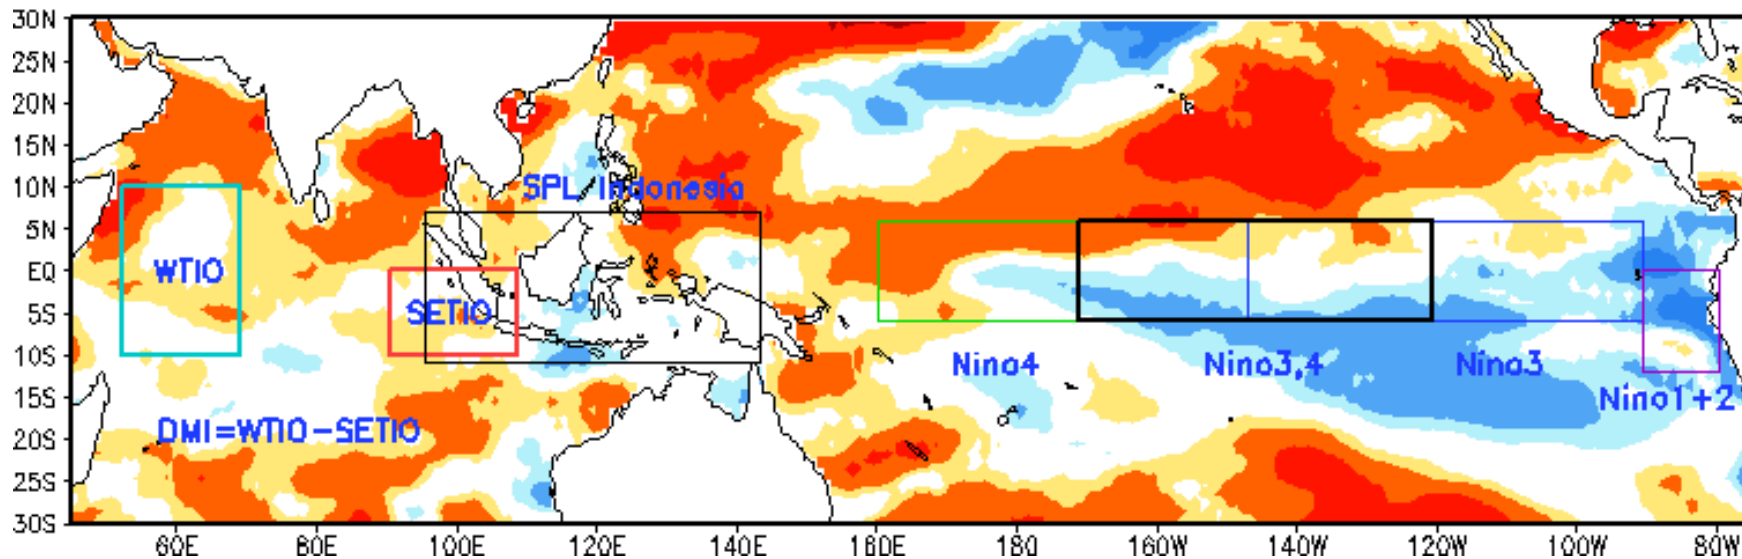 30N
25N
20N
15N
10N
5N
EQ
5S
10S
15S
20S
25S
30S
SPL Indonesia
WTIO
SETIO
Nino4
Nino3,4
Nino3
Nino1+2
DMI=WTIO-SETIO
60E 80E 100E 120E 140E 160E 180 160W 140W 120W 100W 80W